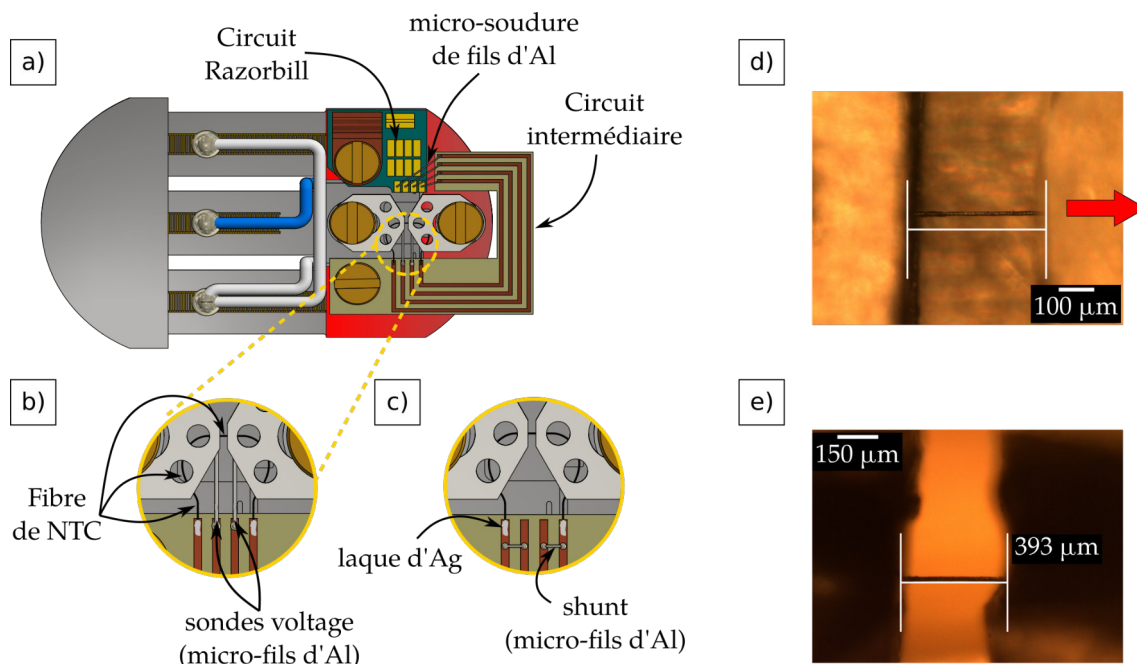 a)
Circuit
Razorbill
micro-soudure
de fils d'Al
Circuit
intermédiaire
d)
100 µm
b)
Fibre
de NTC
sondes voltage
(micro-fils d'Al)
c)
laque d'Ag
shunt
(micro-fils d'Al)
e)
150 µm
393 µm